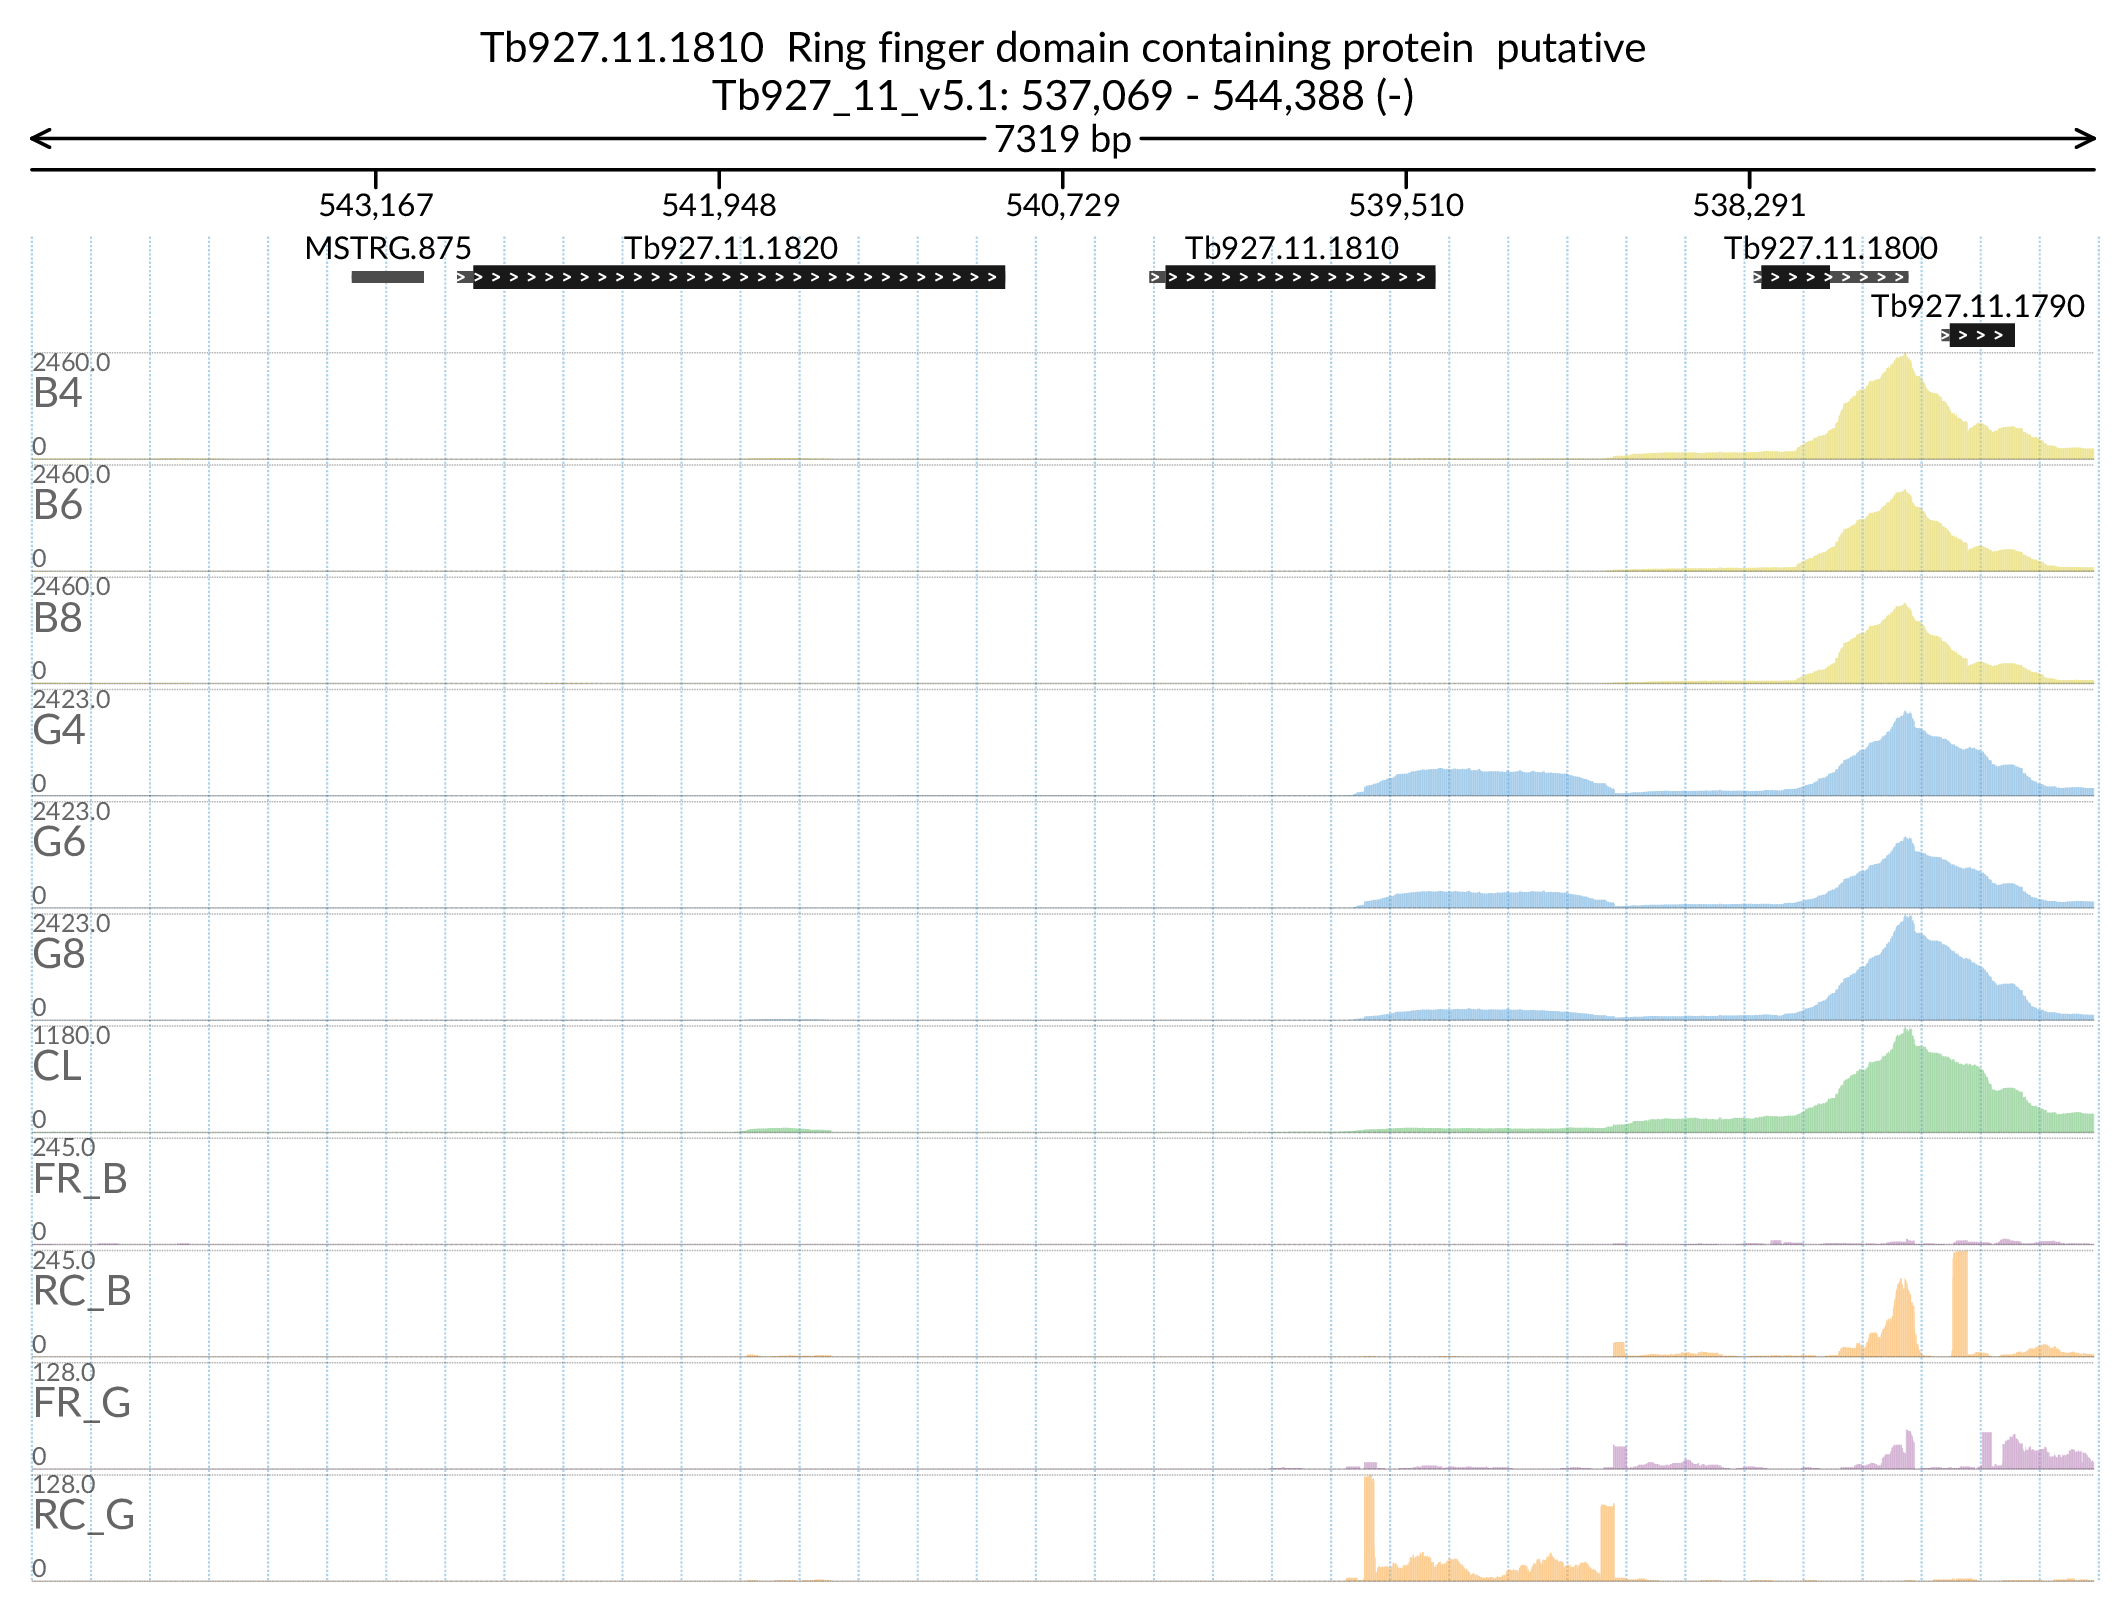 Tb927.11.1810  Ring finger domain containing protein  putative
Tb927_11_v5.1: 537,069 - 544,388 (-)
7319 bp
543,167 541,948 540,729 539,510 538,291
MSTRG.875 Tb927.11.1820 Tb927.11.1810 Tb927.11.1800
Tb927.11.1790
2460.0
B4
0
2460.0
B6
0
2460.0
B8
0
2423.0
G4
0
2423.0
G6
0
2423.0
G8
0
1180.0
CL
0
245.0
FR_B
0
245.0
RC_B
0
128.0
FR_G
0
128.0
RC_G
0